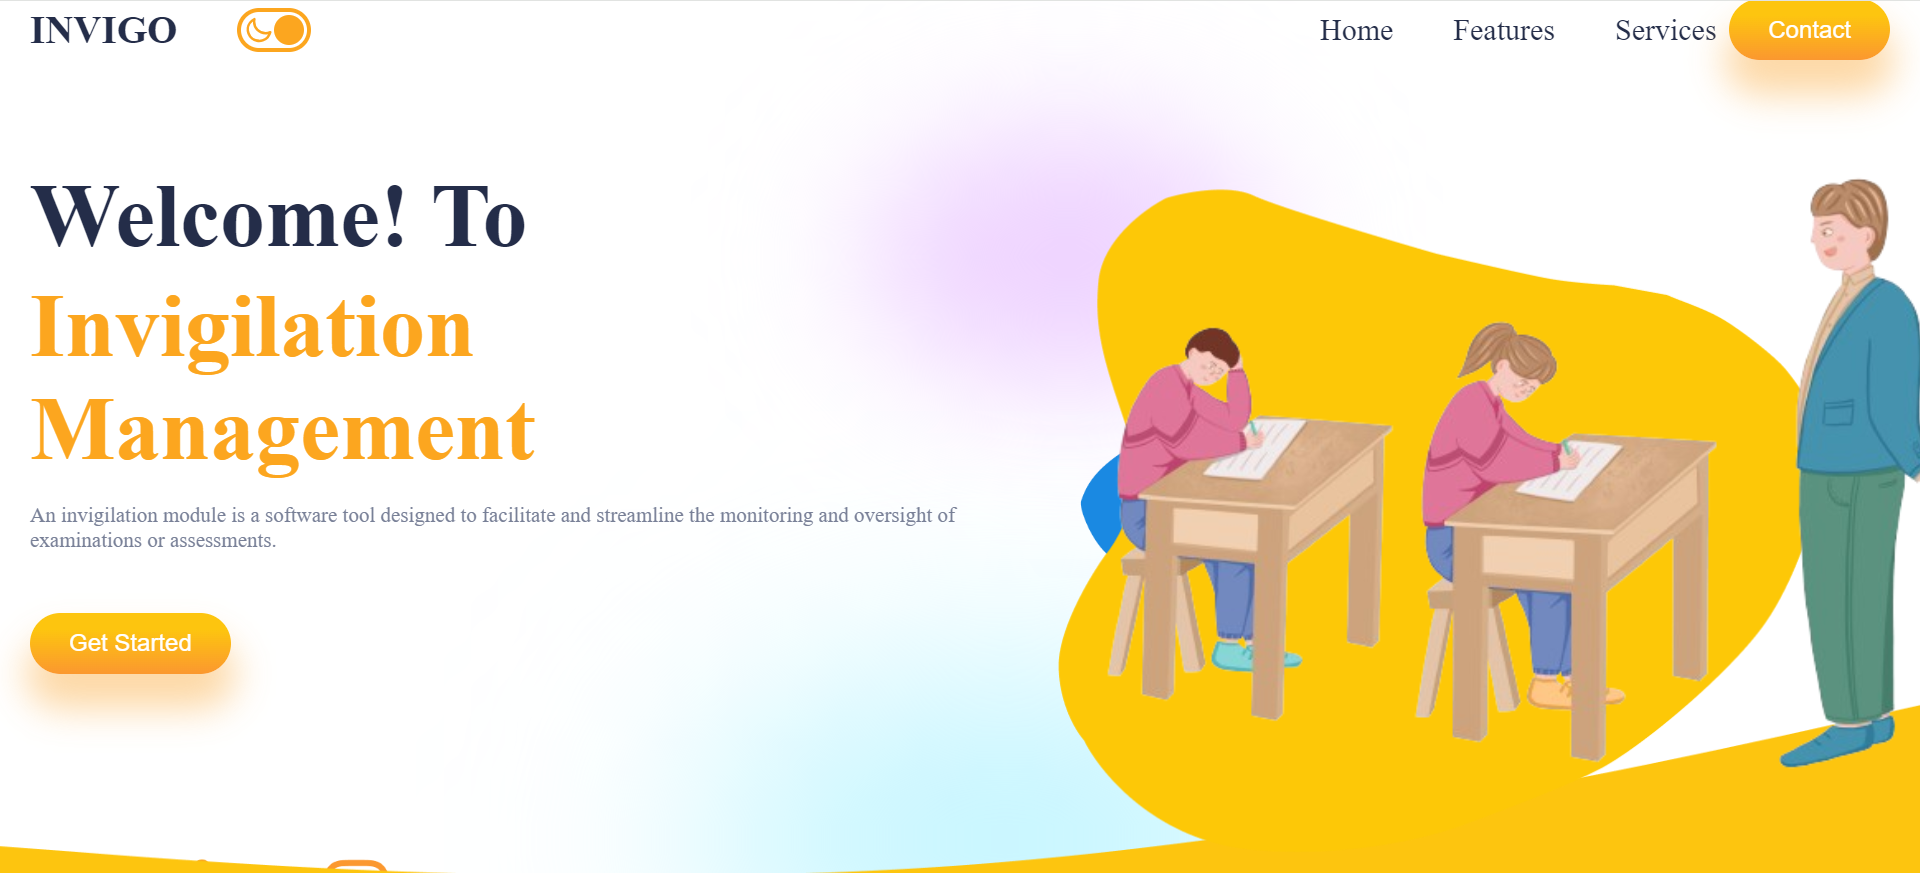 INVIGO
Home Features Services Contact
Welcome! To
Invigilation
Management
An invigilation module is a software tool designed to facilitate and streamline the monitoring and oversight of
examinations or assessments.
Get Started